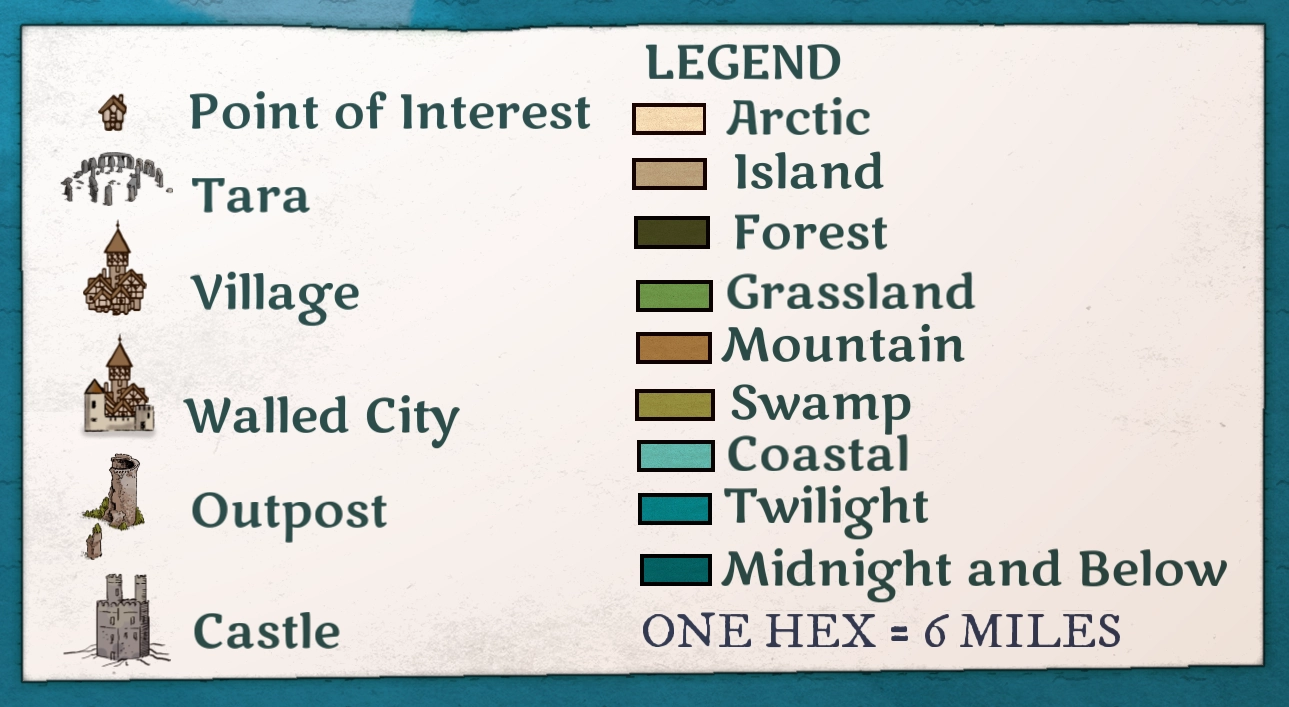 LEGEND
Point of Interest
Tara
Village
Walled City
Outpost
Castle
Arctic
Island
Forest
Grassland
Mountain
Swamp
Coastal
Twilight
Midnight and Below
ONE HEX = 6 MILES